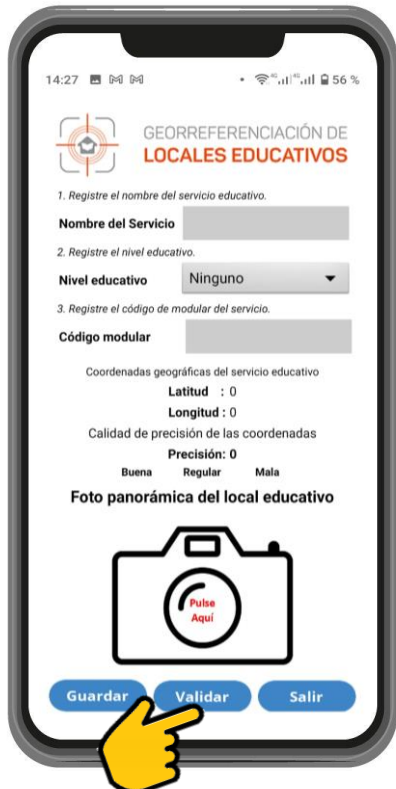 14:27 56 %
GEORREFERENCIACIÓN DE
LOCALES EDUCATIVOS
1. Registre el nombre del servicio educativo.
Nombre del Servicio
2. Registre el nivel educativo.
Nivel educativo Ninguno
3. Registre el código de modular del servicio.
Código modular
Coordenadas geográficas del servicio educativo
Latitud : 0
Longitud : 0
Calidad de precisión de las coordenadas
Precisión: 0
Buena Regular Mala
Foto panorámica del local educativo
Pulse
Aquí
Guardar Validar Salir